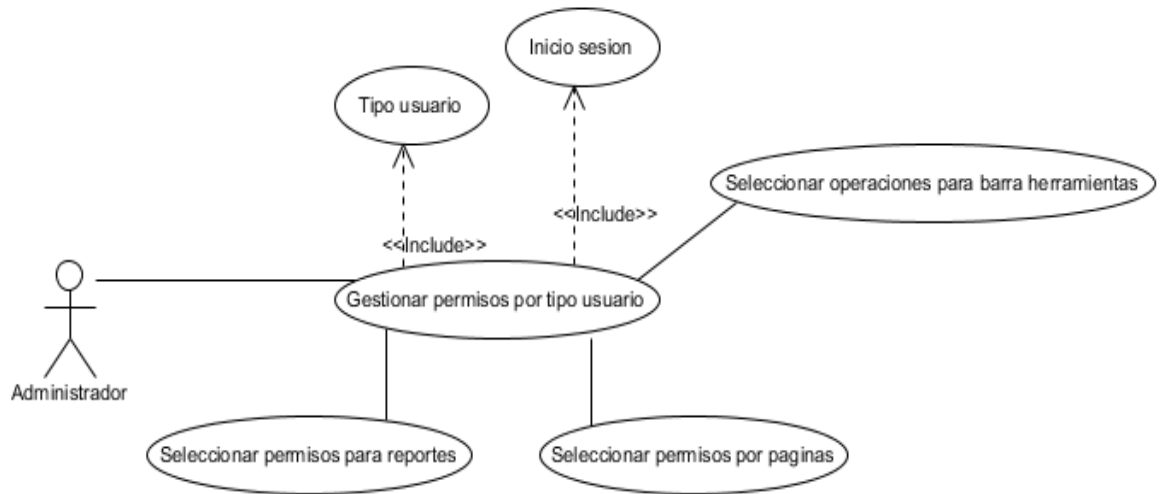 Inicio sesion
Tipo usuario
Seleccionar operaciones para barra herramientas
<<Include>>
<<Include>>
Gestionar permisos por tipo usuario
Administrador
Seleccionar permisos para reportes
Seleccionar permisos por paginas